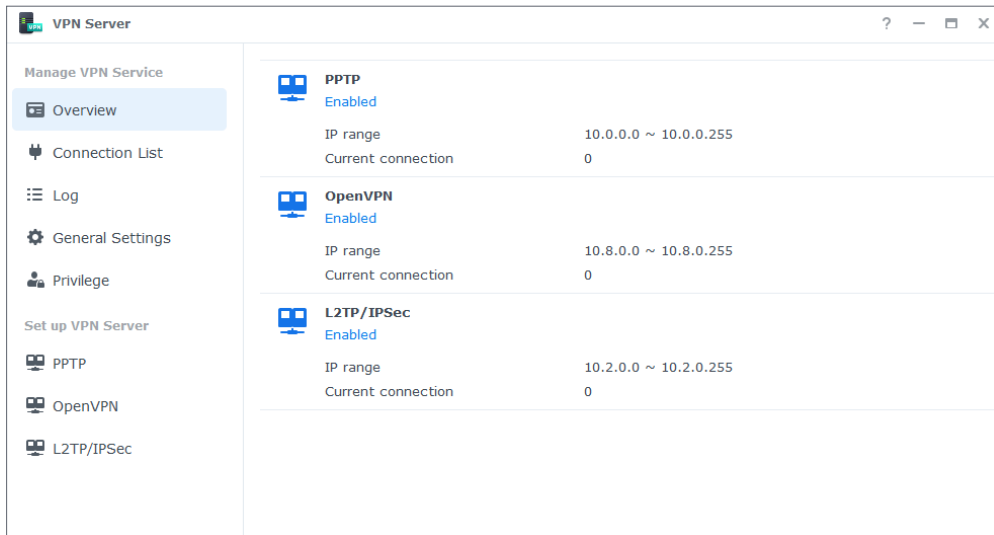 VPN VPN Server ?
Manage VPN Service
Overview
Connection List
Log
General Settings
Privilege
Set up VPN Server
PPTP
OpenVPN
L2TP/IPSec
PPTP
Enabled
IP range 10.0.0.0 ~ 10.0.0.255
Current connection 0
OpenVPN
Enabled
IP range 10.8.0.0 ~ 10.8.0.255
Current connection 0
L2TP/IPSec
Enabled
IP range 10.2.0.0 ~ 10.2.0.255
Current connection 0